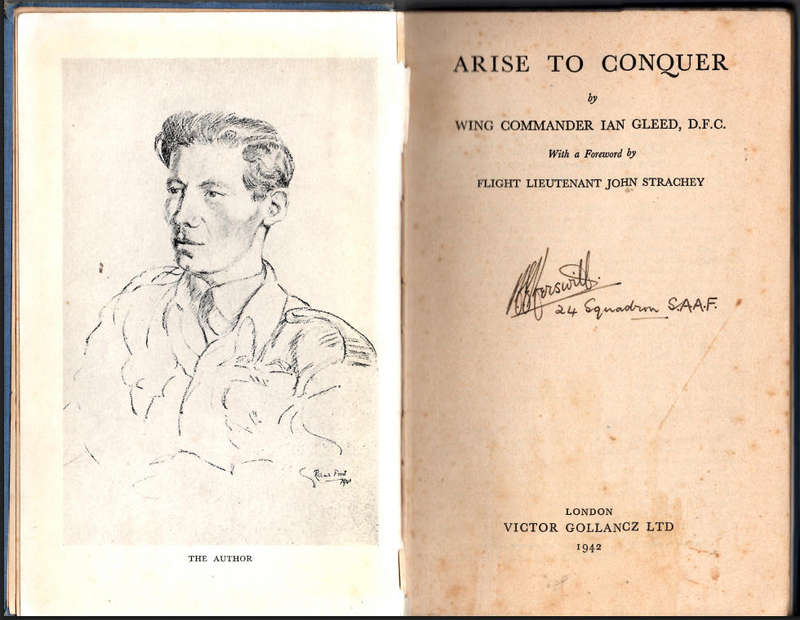 THE AUTHOR
ARISE TO CONQUER
by
WING COMMANDER IAN GLEED, D.F.C.
With a Foreword by
FLIGHT LIEUTENANT JOHN STRACHEY
24 Squadron S.A.A.F.
LONDON
VICTOR GOLLANCZ LTD
1942